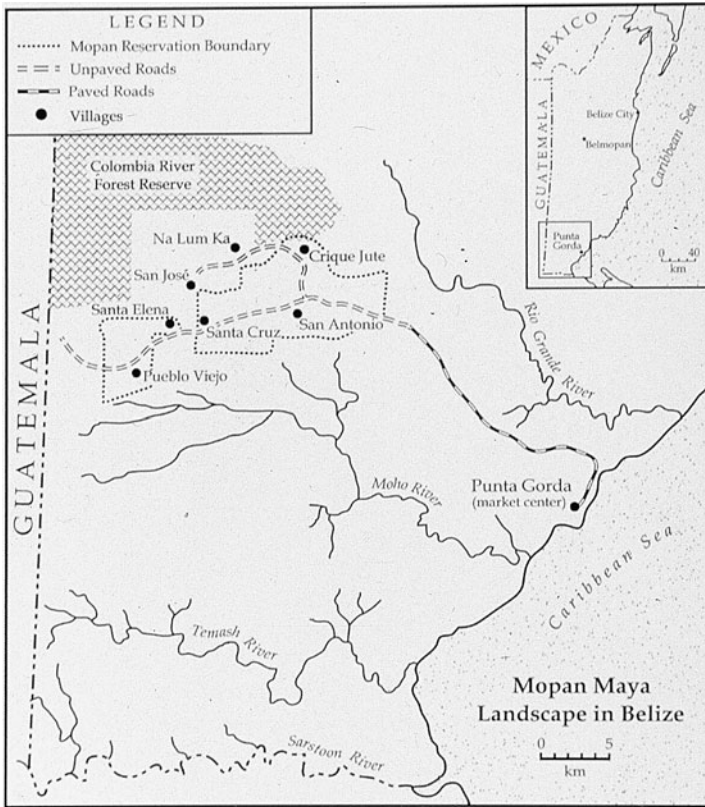 LEGEND
Mopan Reservation Boundary
Unpaved Roads
Paved Roads
Villages
MEXICO
GUATEMALA
Belize City
Belmopan
Caribbean Sea
Punta
Gorda
0 40
km
Colombia River
Forest Reserve
Na Lum Ka
Crique Jute
San José
Santa Elena
Santa Cruz
San Antonio
Pueblo Viejo
GUATEMALA
Rio Grande River
Moho River
Punta Gorda
(market center)
Caribbean Sea
Temash River
Sarstoon River
Mopan Maya
Landscape in Belize
0 5
km